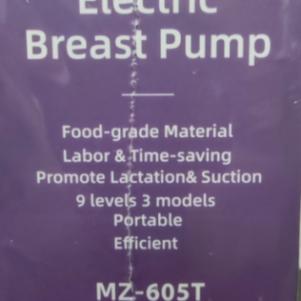 Electric
Breast Pump
Food-grade Material
Labor & Time-saving
Promote Lactation& Suction
9 levels 3 models
Portable
Efficient
MZ-605T